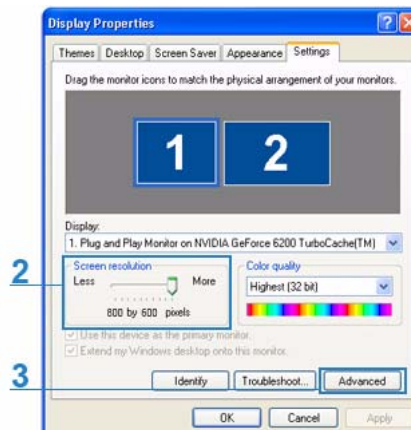 Display Properties
Themes Desktop Screen Saver Appearance Settings
Drag the monitor icons to match the physical arrangement of your monitors.
1 2
Display:
1. Plug and Play Monitor on NVIDIA GeForce 6200 TurboCache(TM)
2
Screen resolution
Less More
800 by 600 pixels
Color quality
Highest (32 bit)
Use this device as the primary monitor.
Extend my Windows desktop onto this monitor.
3
Identify Troubleshoot... Advanced
OK Cancel Apply